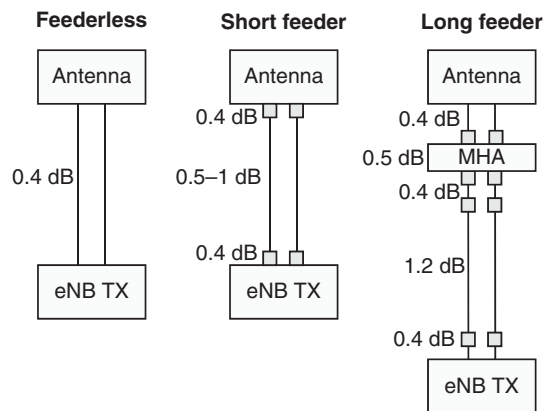 Feederless
Antenna
0.4 dB
eNB TX
Short feeder
Antenna
0.4 dB
0.5–1 dB
0.4 dB
eNB TX
Long feeder
Antenna
0.4 dB
0.5 dB
MHA
0.4 dB
1.2 dB
0.4 dB
eNB TX